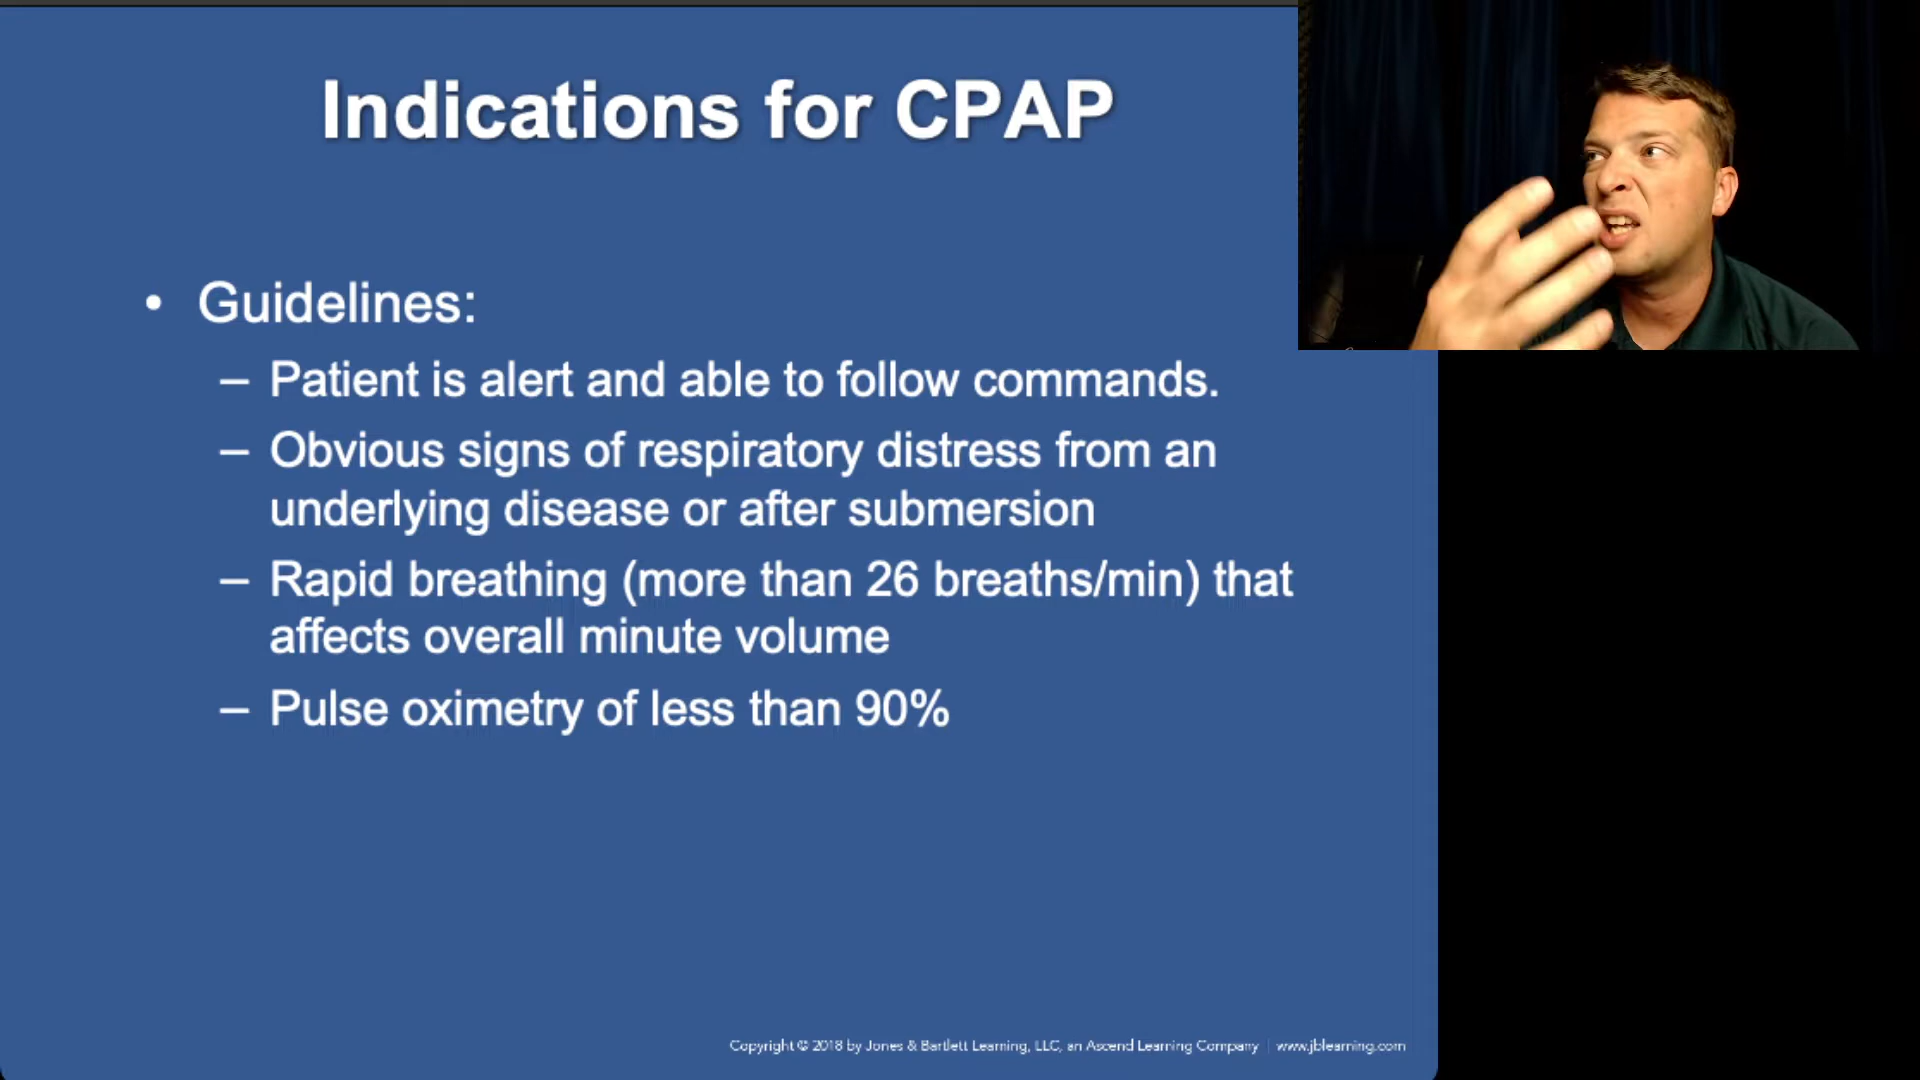 Indications for CPAP
• Guidelines:
– Patient is alert and able to follow commands.
– Obvious signs of respiratory distress from an
underlying disease or after submersion
– Rapid breathing (more than 26 breaths/min) that
affects overall minute volume
– Pulse oximetry of less than 90%
Copyright © 2018 by Jones & Bartlett Learning, LLC, an Ascend Learning Company | www.jblearning.com